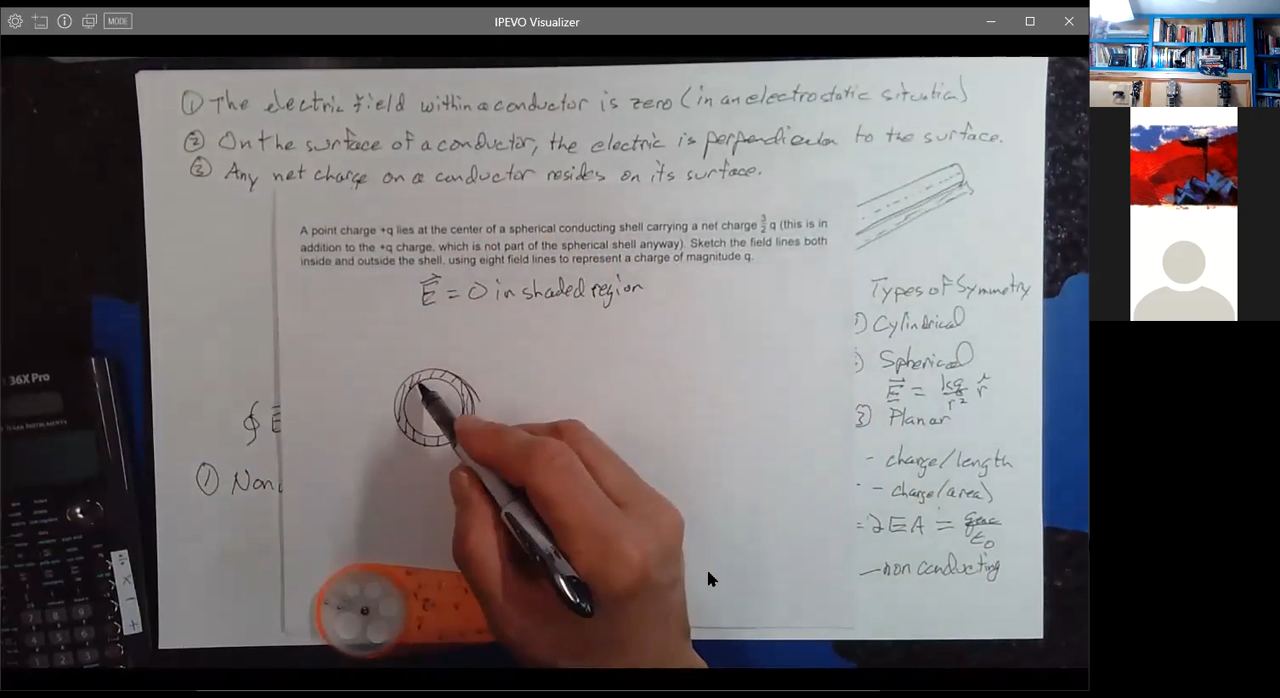 IPEVO Visualizer
MODE
① The electric field within a conductor is zero (in an electrostatic situation)
② On the surface of a conductor, the electric is perpendicular to the surface.
③ Any net charge on a conductor resides on its surface.
A point charge +q lies at the center of a spherical conducting shell carrying a net charge 3/2 q (this is in
addition to the +q charge, which is not part of the spherical shell anyway). Sketch the field lines both
inside and outside the shell, using eight field lines to represent a charge of magnitude q.
E⃗ = 0 in shaded region
36X Pro
TEXAS INSTRUMENTS
∮ E
① Non
Types of Symmetry
1) Cylindrical
) Spherical
E⃗ = kq/r² r̂
③ Planar
- charge/length
- charge/area)
= 2EA = qenc/ε0
- non conducting